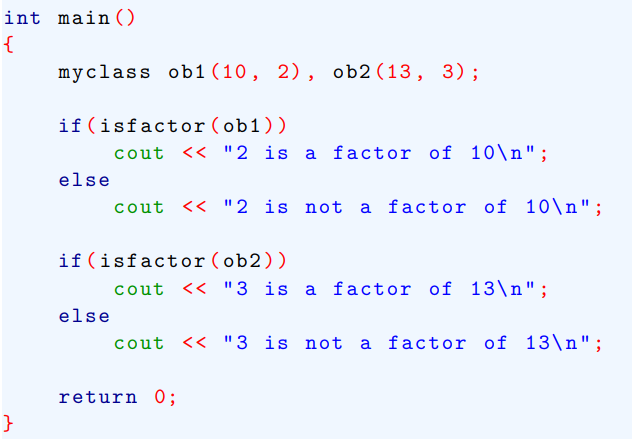 int main()
{
    myclass ob1(10, 2), ob2(13, 3);

    if(isfactor(ob1))
        cout << "2 is a factor of 10\n";
    else
        cout << "2 is not a factor of 10\n";

    if(isfactor(ob2))
        cout << "3 is a factor of 13\n";
    else
        cout << "3 is not a factor of 13\n";

    return 0;
}